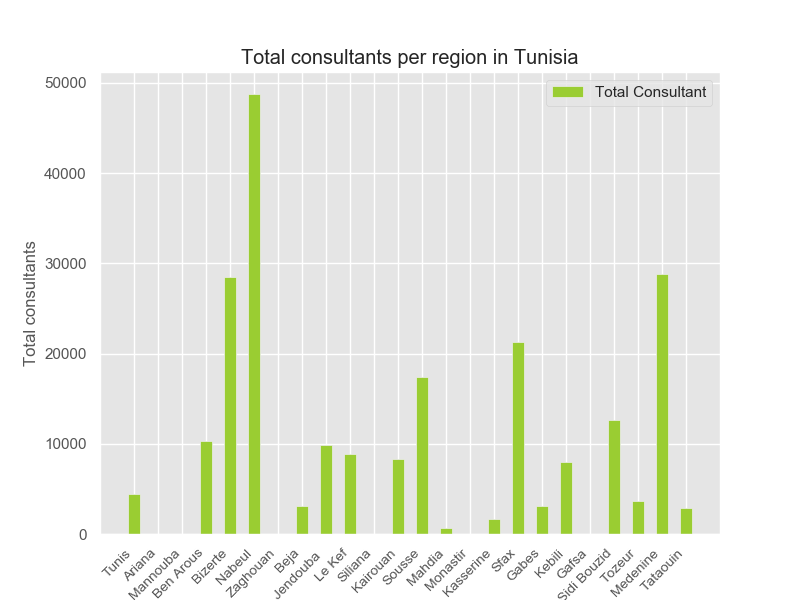 Total consultants per region in Tunisia
Total Consultant
Total consultants
50000
40000
30000
20000
10000
0
Tunis
Ariana
Mannouba
Ben Arous
Bizerte
Nabeul
Zaghouan
Beja
Jendouba
Le Kef
Siliana
Kairouan
Sousse
Mahdia
Monastir
Kasserine
Sfax
Gabes
Kebili
Gafsa
Sidi Bouzid
Tozeur
Medenine
Tataouin